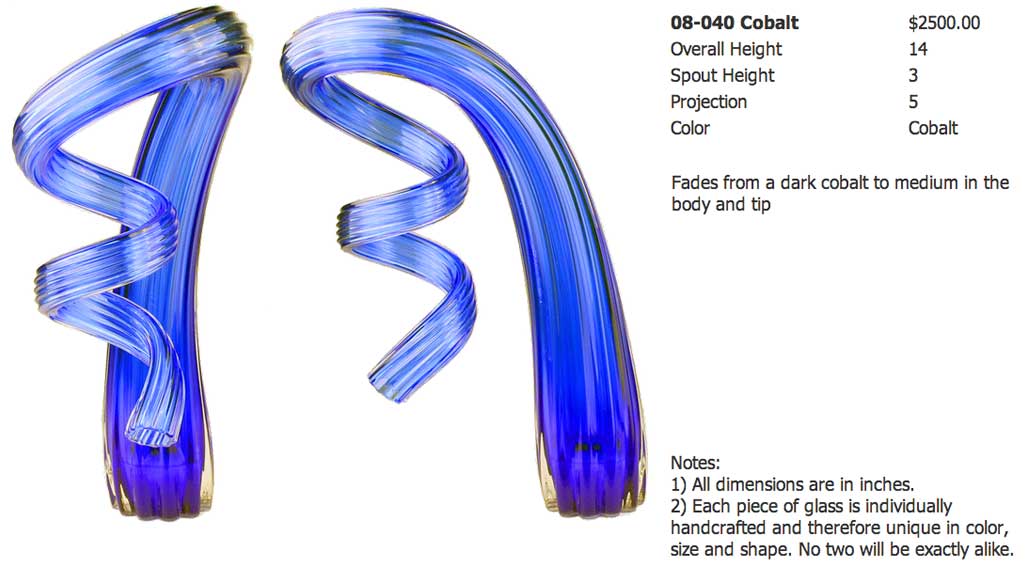 08-040 Cobalt $2500.00
Overall Height 14
Spout Height 3
Projection 5
Color Cobalt
Fades from a dark cobalt to medium in the
body and tip
Notes:
1) All dimensions are in inches.
2) Each piece of glass is individually
handcrafted and therefore unique in color,
size and shape. No two will be exactly alike.